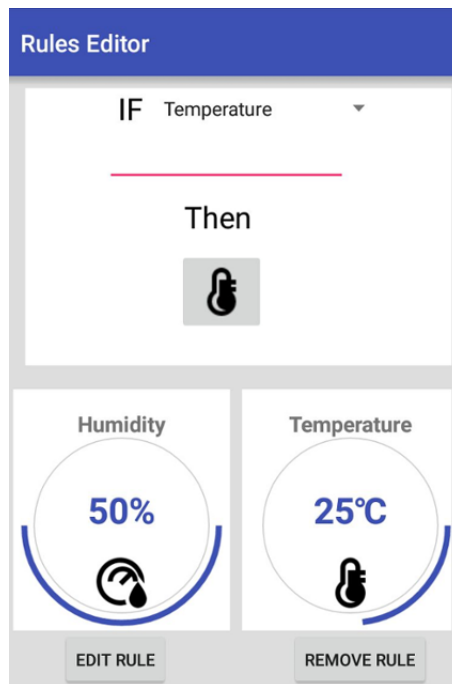 Rules Editor
IF Temperature
Then
Humidity
50%
Temperature
25°C
EDIT RULE
REMOVE RULE